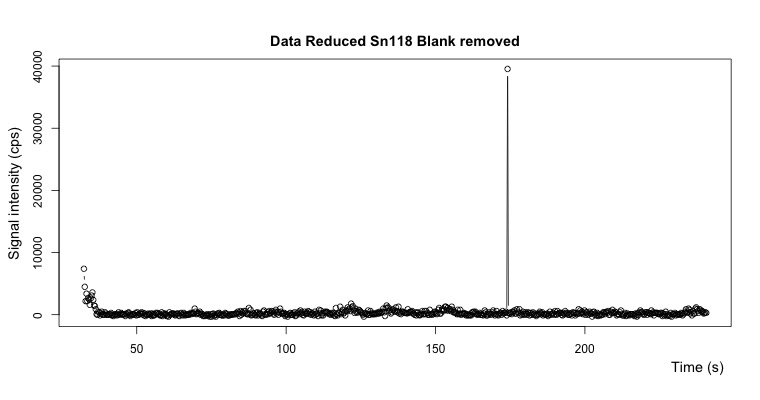 Data Reduced Sn118 Blank removed
Signal intensity (cps)
40000
30000
20000
10000
0
50 100 150 200
Time (s)